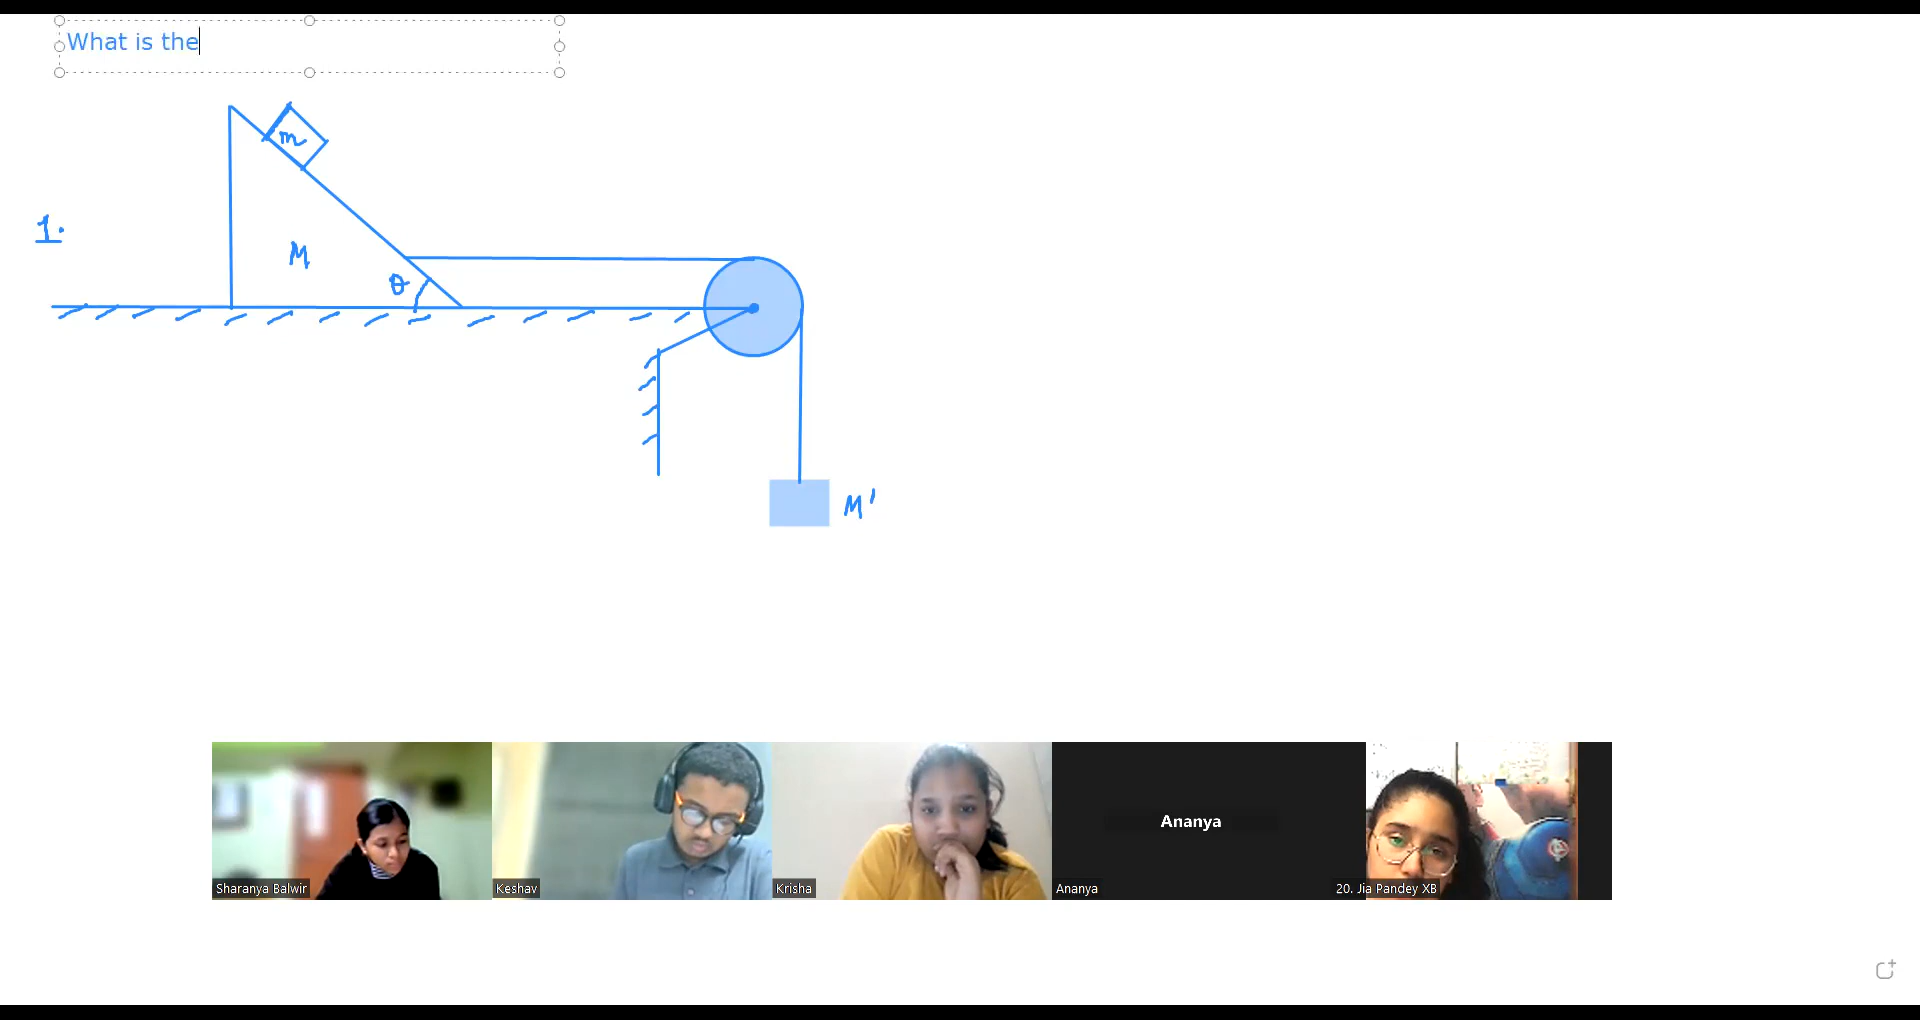 What is the
m
1.
M
θ
M'
Sharanya Balwir
Keshav
Krisha
Ananya
Ananya
20. Jia Pandey XB